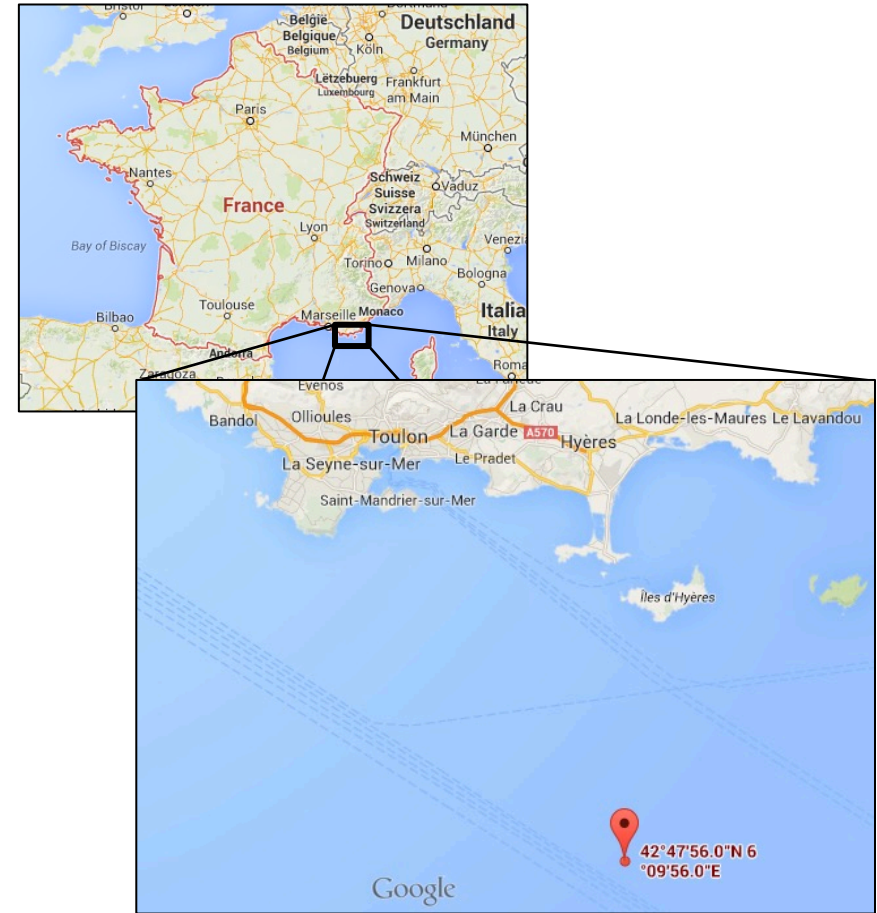 België
Belgique
Belgium
Köln
Deutschland
Germany
Lëtzebuerg
Luxembourg
Frankfurt
am Main
Paris
München
Nantes
Schweiz
Suisse
Svizzera
Switzerland
Vaduz
France
Lyon
Bay of Biscay
Torino
Milano
Venezi
Bologna
Genova
Toulouse
Marseille
Monaco
Bilbao
Italia
Italy
Andorra
Zaragoza
Roma
Evenos
La Crau
Bandol
Ollioules
Toulon
La Garde
A570
Hyères
La Londe-les-Maures
Le Lavandou
La Seyne-sur-Mer
Le Pradet
Saint-Mandrier-sur-Mer
Îles d'Hyères
42°47'56.0"N 6
°09'56.0"E
Google